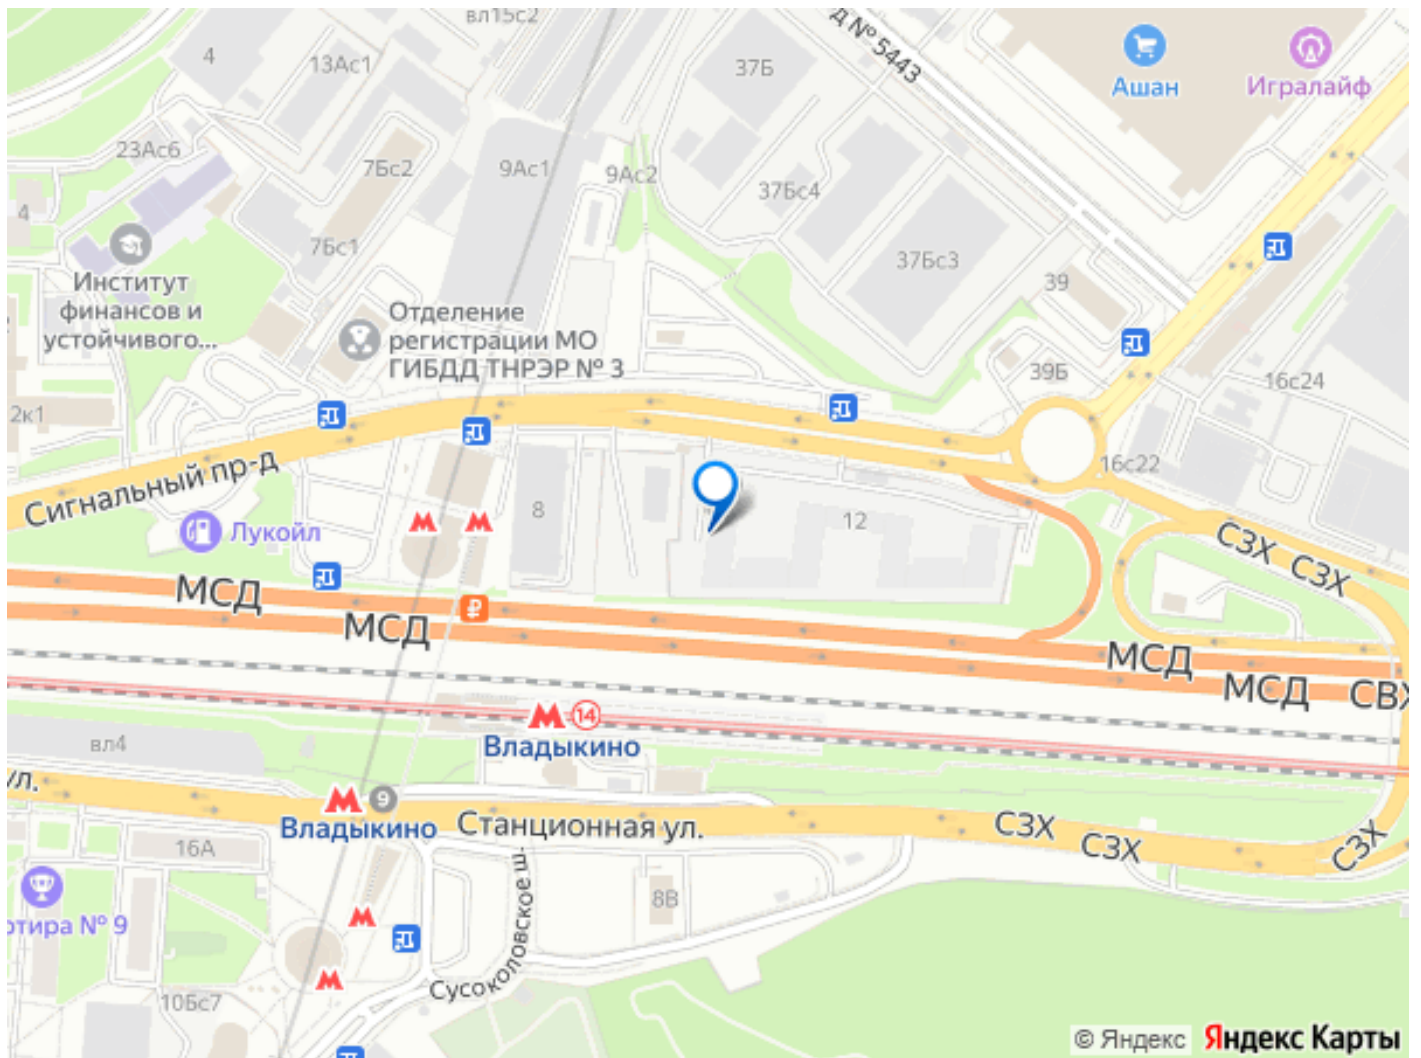 вл15с2
д № 5443
4
13Ас1
37Б
Ашан
Игралайф
23Ас6
7Бс2
9Ас1
9Ас2
37Бс4
4
7Бс1
37Бс3
Институт
финансов и
устойчивого...
39
Отделение
регистрации МО
ГИБДД ТНРЭР № 3
39Б
16с24
2к1
Сигнальный пр-д
16с22
8
12
Лукойл
СЗХ СЗХ
МСД
МСД
МСД
МСД
СВХ
14
Владыкино
вл4
ул.
9
Владыкино
Станционная ул.
СЗХ
СЗХ
СЗХ
16А
8В
Сусоколовское ш.
ртира № 9
10Бс7
© Яндекс Яндекс Карты